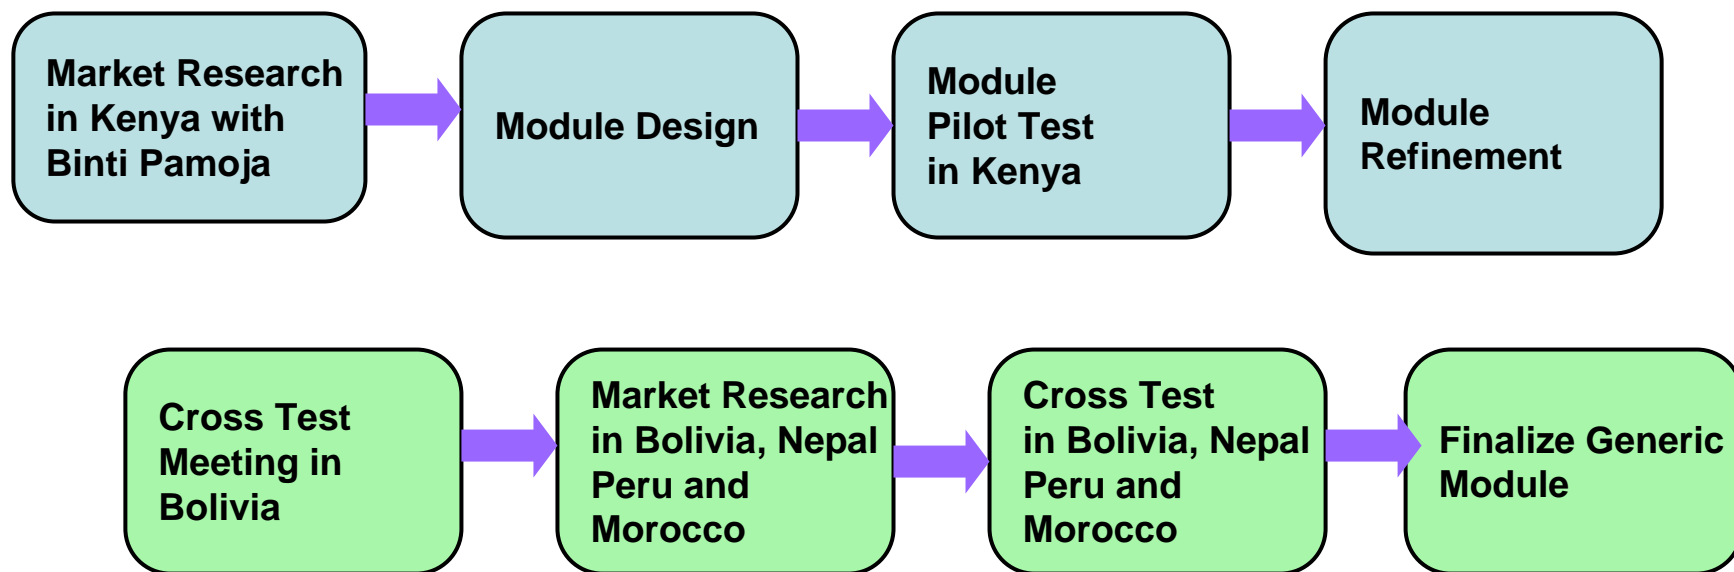 Market Research
in Kenya with
Binti Pamoja
Module Design
Module
Pilot Test
in Kenya
Module
Refinement
Cross Test
Meeting in
Bolivia
Market Research
in Bolivia, Nepal
Peru and
Morocco
Cross Test
in Bolivia, Nepal
Peru and
Morocco
Finalize Generic
Module